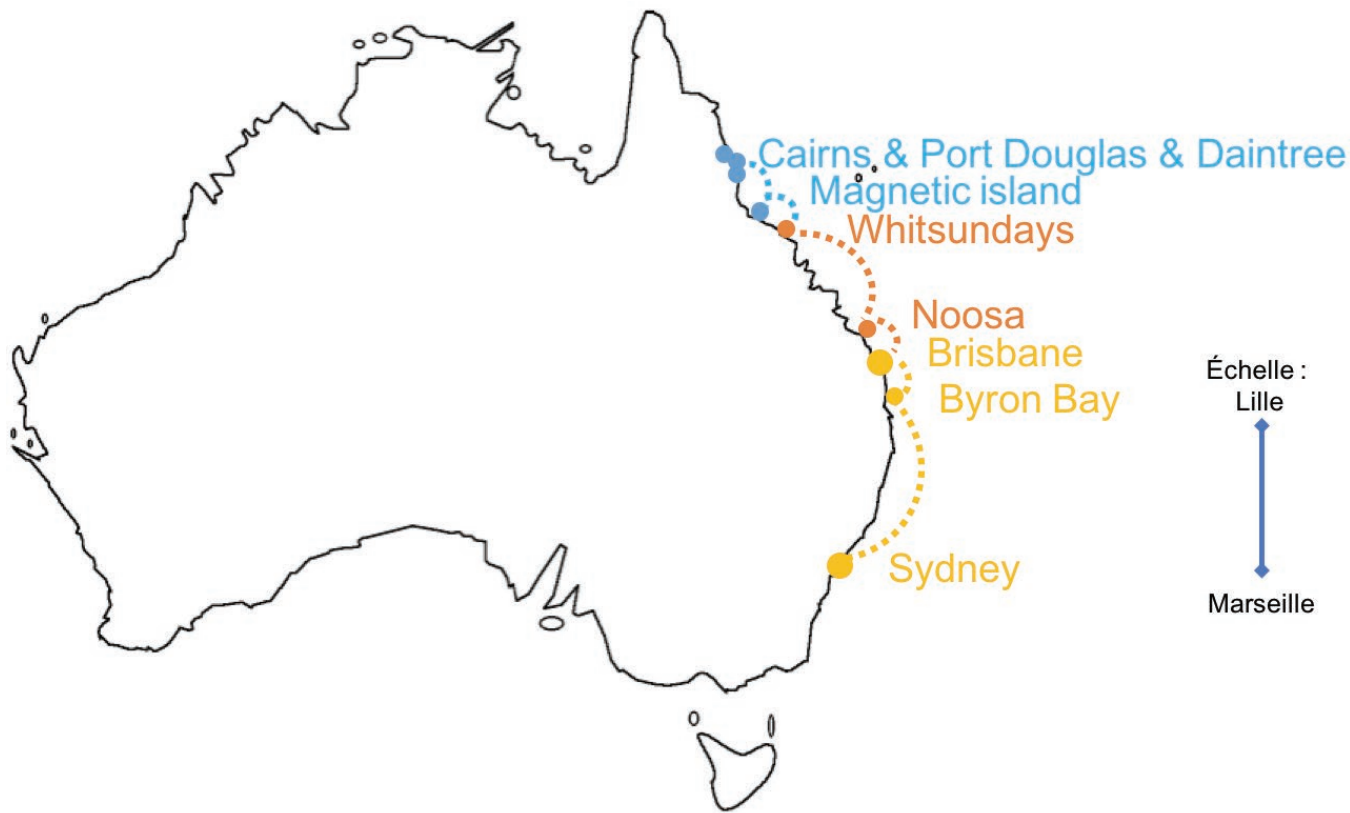 Cairns & Port Douglas & Daintree
Magnetic island
Whitsundays
Noosa
Brisbane
Byron Bay
Sydney
Échelle :
Lille
Marseille